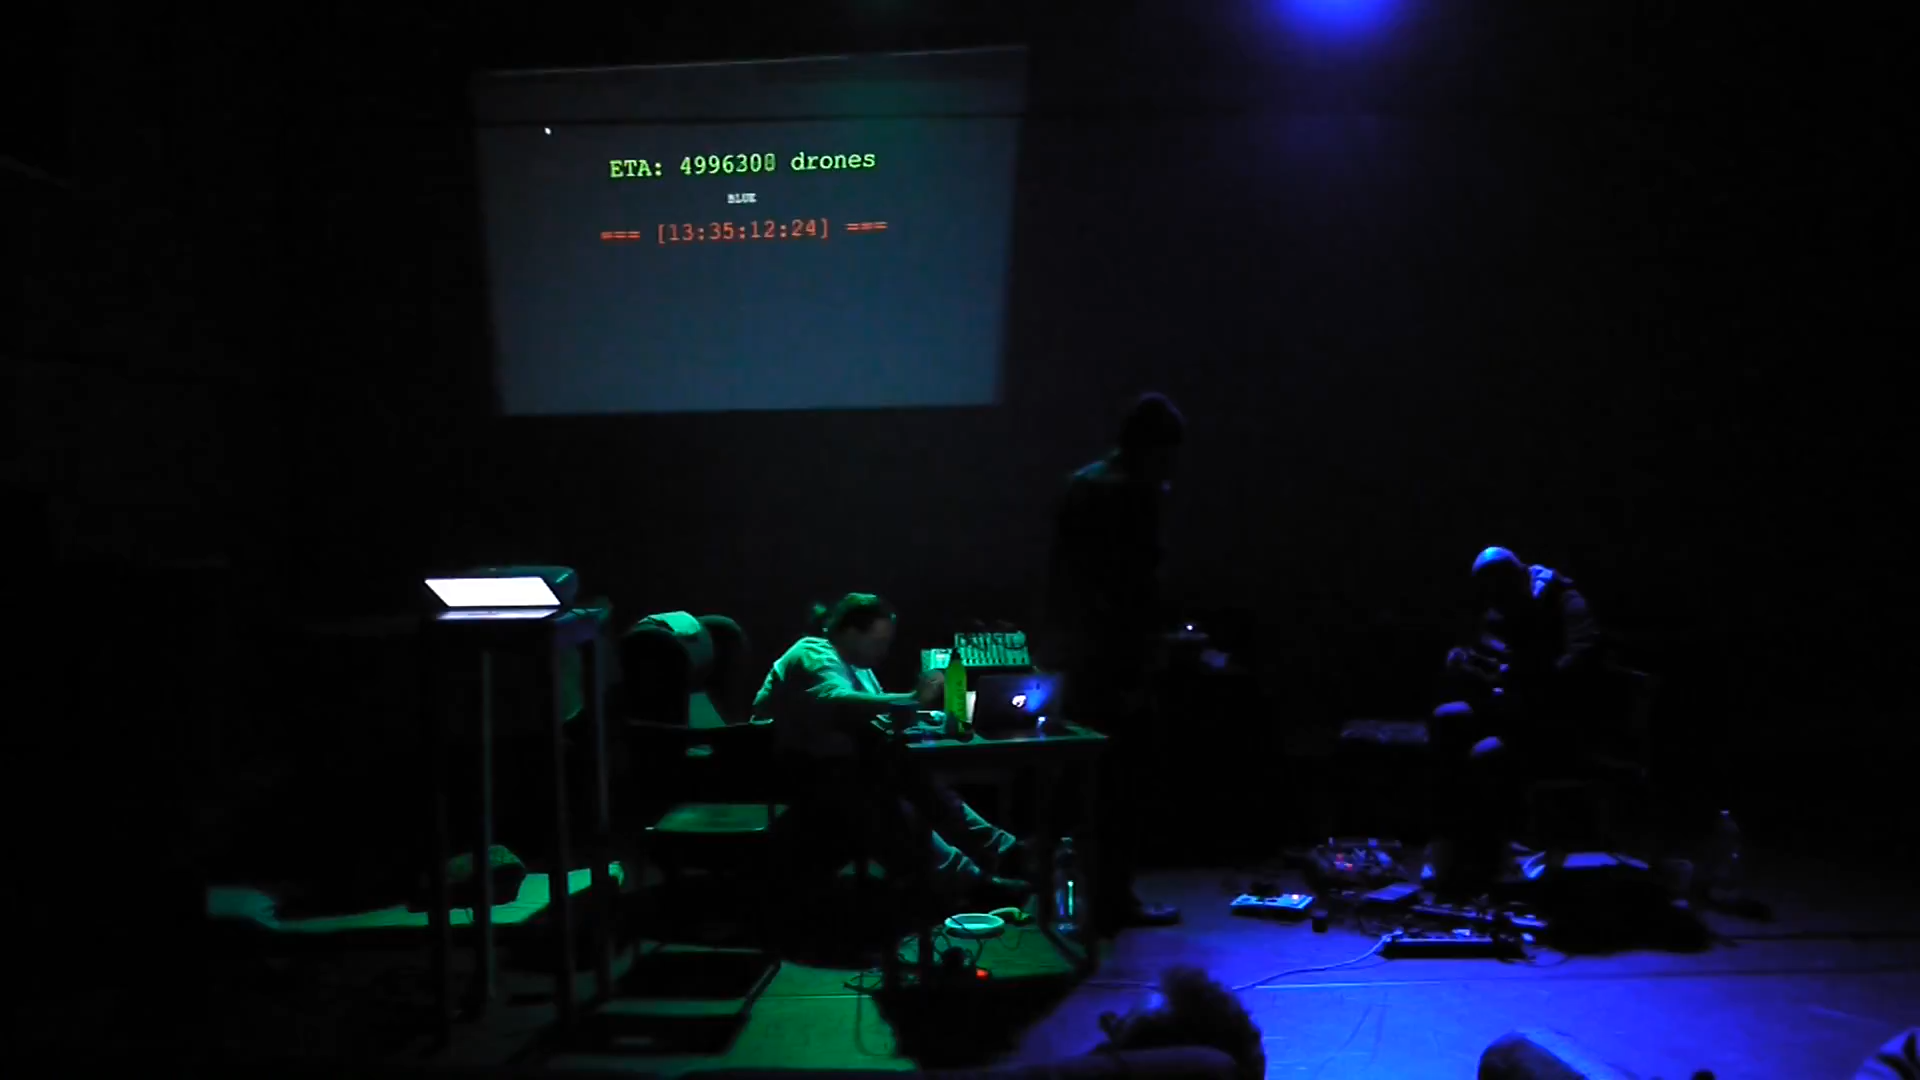 ETA: 4996300 drones
BLUE
=== [13:35:12:24] ===